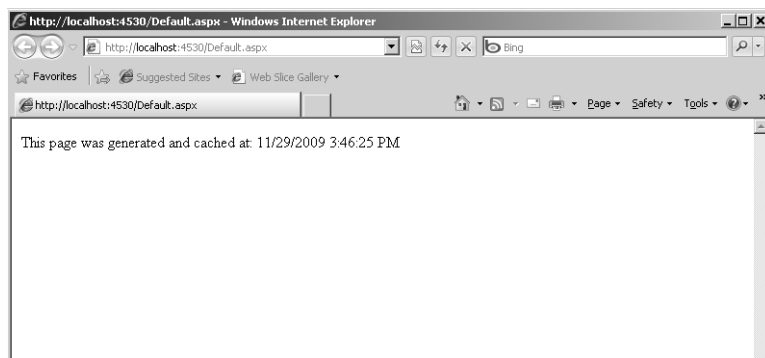 http://localhost:4530/Default.aspx - Windows Internet Explorer
http://localhost:4530/Default.aspx
Bing
Favorites Suggested Sites Web Slice Gallery
http://localhost:4530/Default.aspx Page Safety Tools
This page was generated and cached at: 11/29/2009 3:46:25 PM